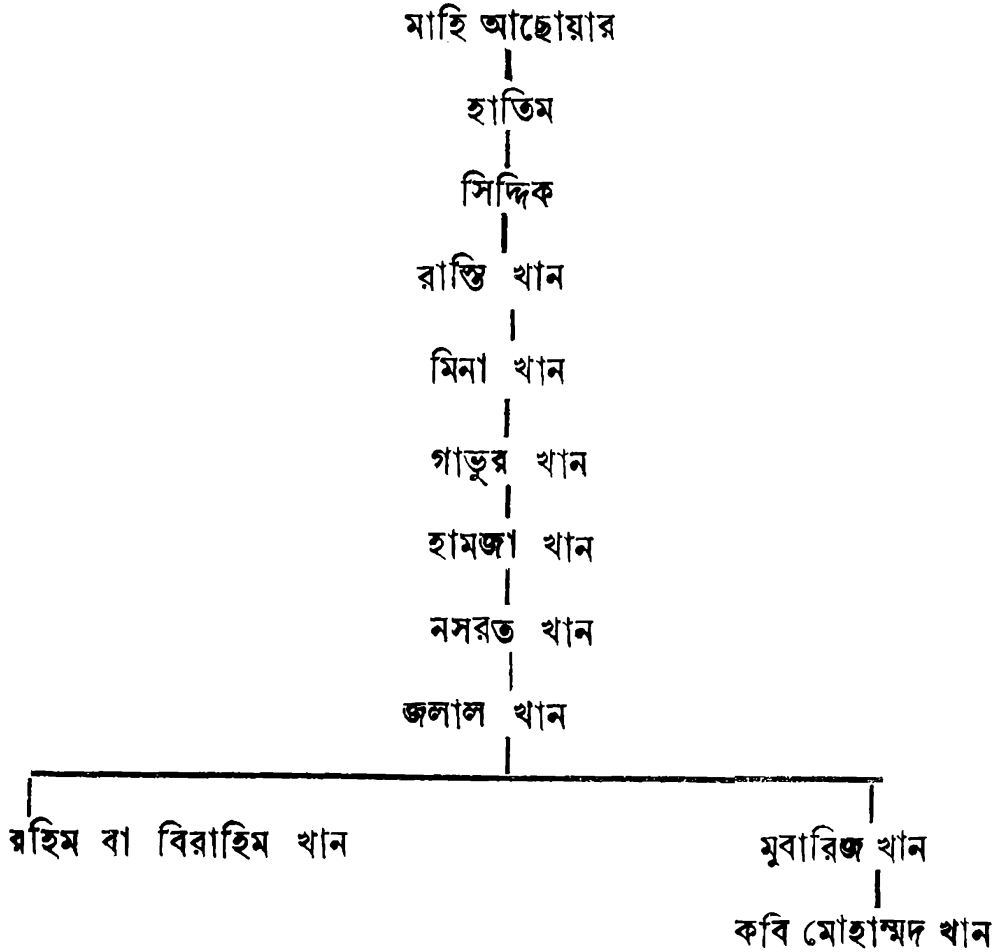 মাহি আছোয়ার
হাতিম
সিদ্দিক
রাস্তি খান
মিনা খান
গাভুর খান
হামজা খান
নসরত খান
জলাল খান
রহিম বা বিরাহিম খান
মুবারিজ খান
কবি মোহাম্মদ খান